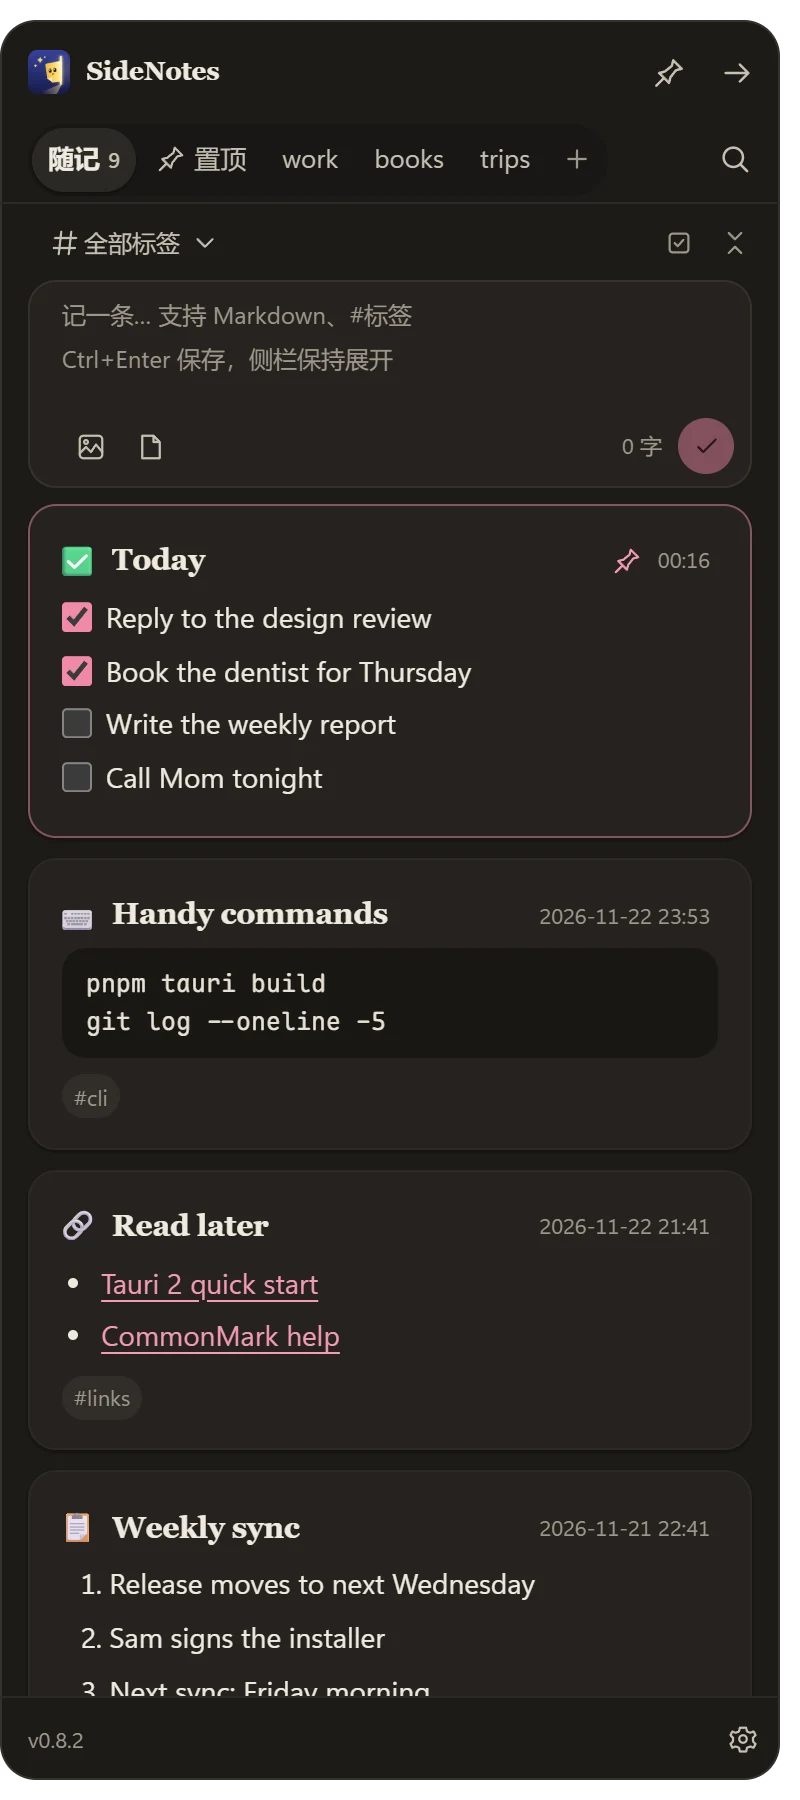 SideNotes
随记 9 置顶 work books trips
# 全部标签
记一条... 支持 Markdown、#标签
Ctrl+Enter 保存，侧栏保持展开
0 字
Today 00:16
Reply to the design review
Book the dentist for Thursday
Write the weekly report
Call Mom tonight
Handy commands 2026-11-22 23:53
pnpm tauri build
git log --oneline -5
#cli
Read later 2026-11-22 21:41
Tauri 2 quick start
CommonMark help
#links
Weekly sync 2026-11-21 22:41
1. Release moves to next Wednesday
2. Sam signs the installer
3. Next sync: Friday morning
v0.8.2